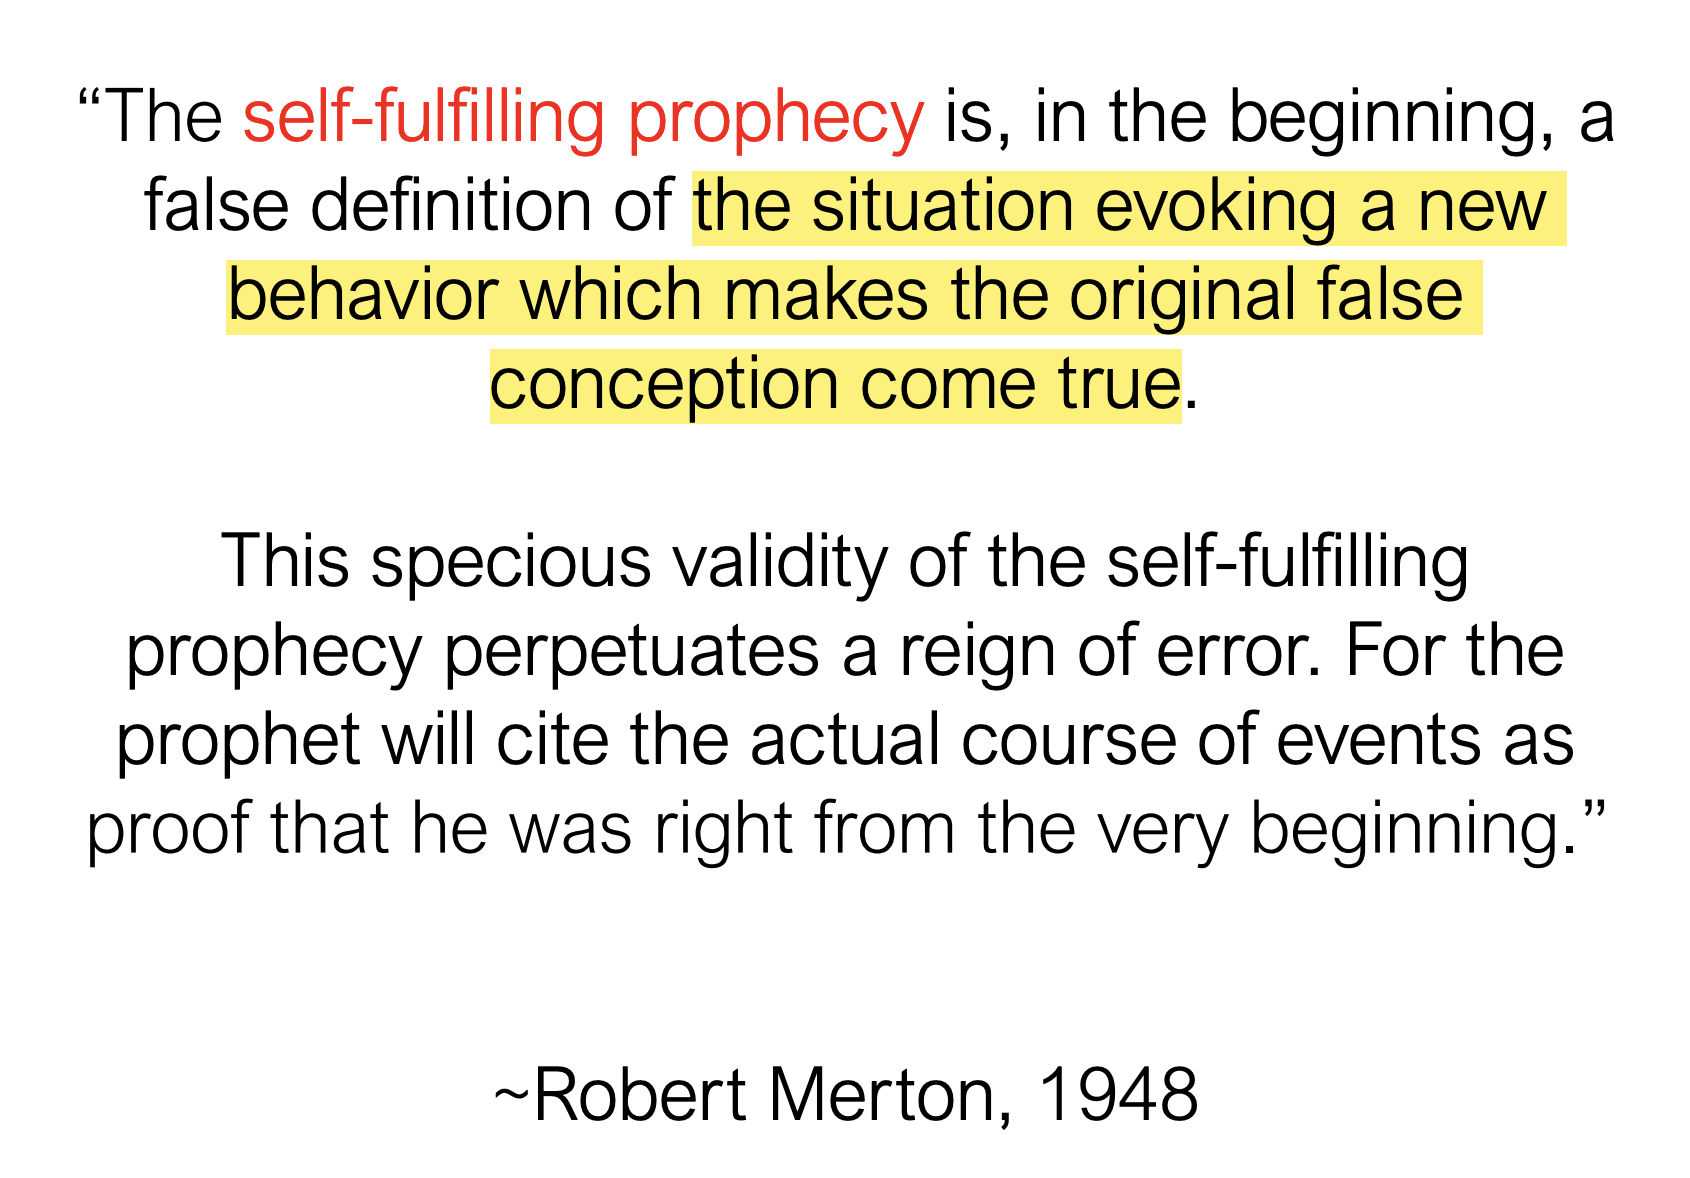 “The self-fulfilling prophecy is, in the beginning, a
false definition of the situation evoking a new
behavior which makes the original false
conception come true.
This specious validity of the self-fulfilling
prophecy perpetuates a reign of error. For the
prophet will cite the actual course of events as
proof that he was right from the very beginning.”
~Robert Merton, 1948